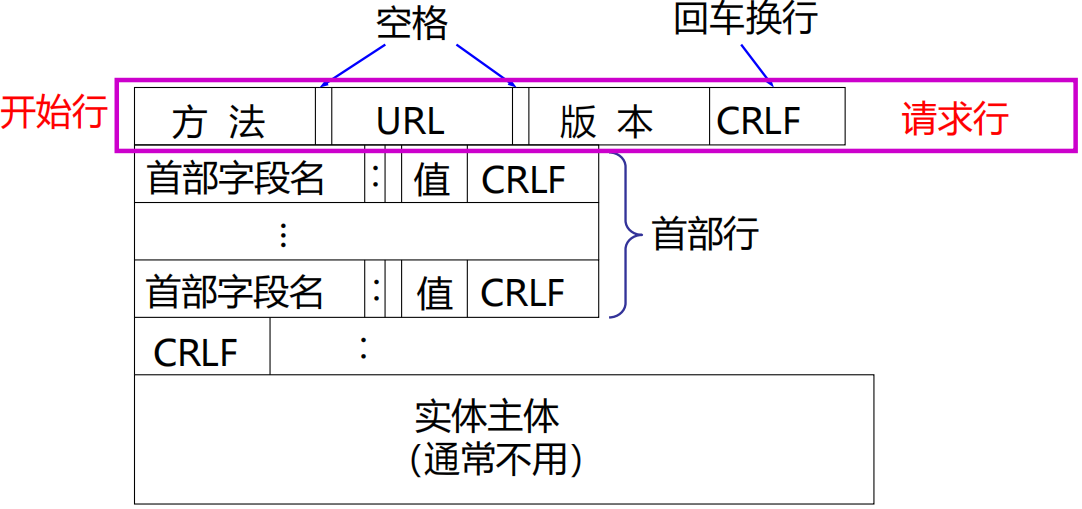 空格
回车换行
开始行
方 法
URL
版 本
CRLF
请求行
首部字段名
:
值
CRLF
⋮
首部行
首部字段名
:
值
CRLF
CRLF
:
实体主体
（通常不用）